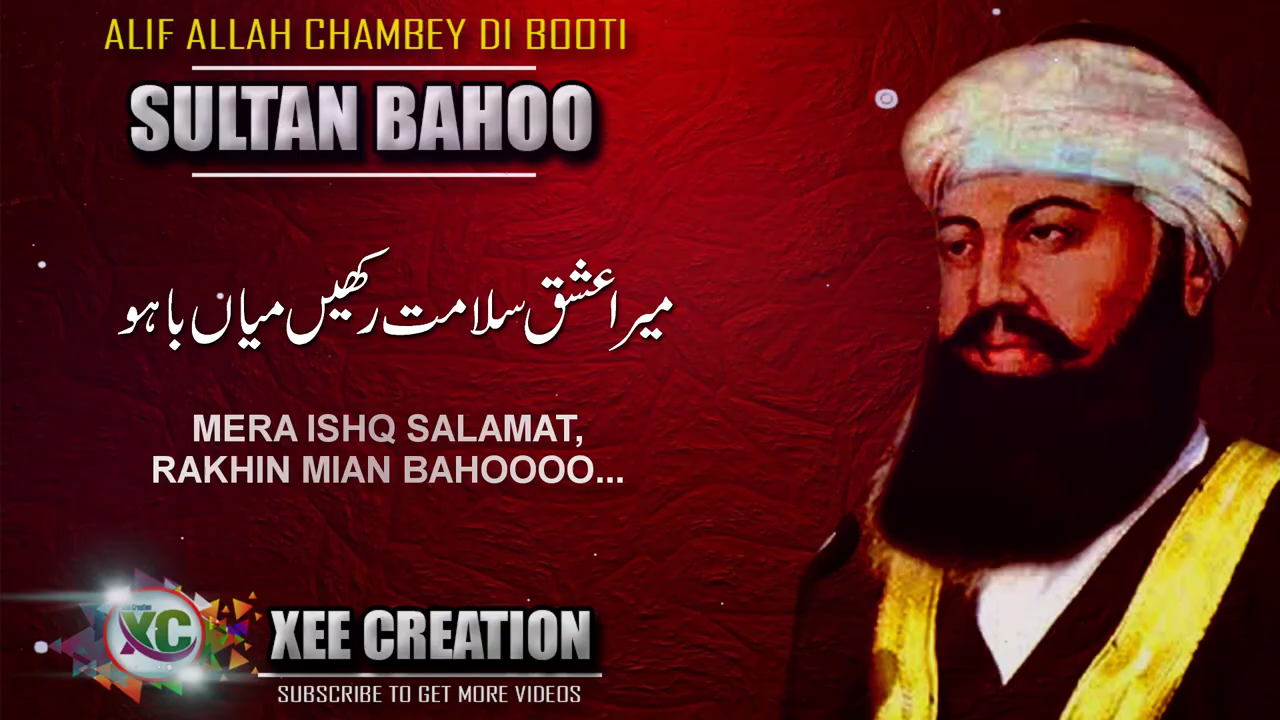 ALIF ALLAH CHAMBEY DI BOOTI
SULTAN BAHOO
میرا عشق سلامت رکھیں میاں باہو
MERA ISHQ SALAMAT,
RAKHIN MIAN BAHOOOO...
XC
XEE CREATION
SUBSCRIBE TO GET MORE VIDEOS